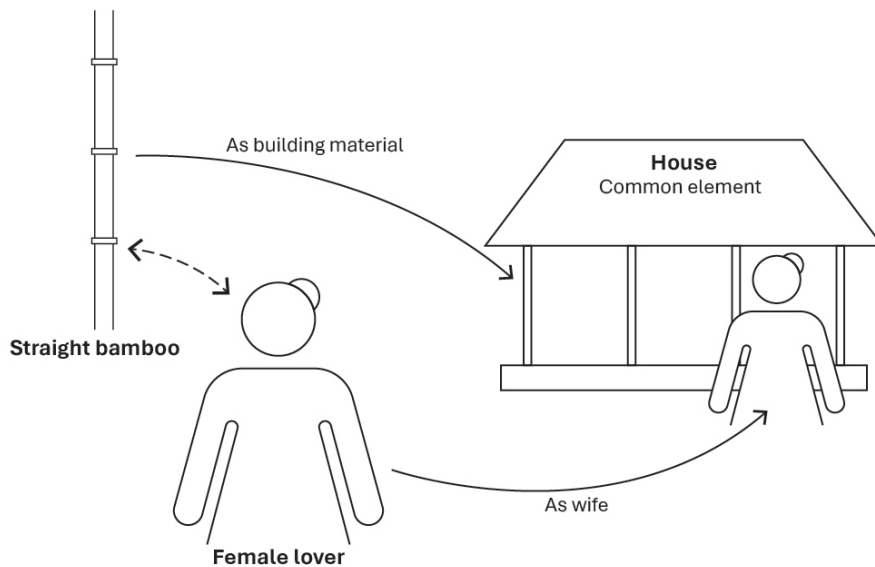 As building material
House
Common element
Straight bamboo
As wife
Female lover